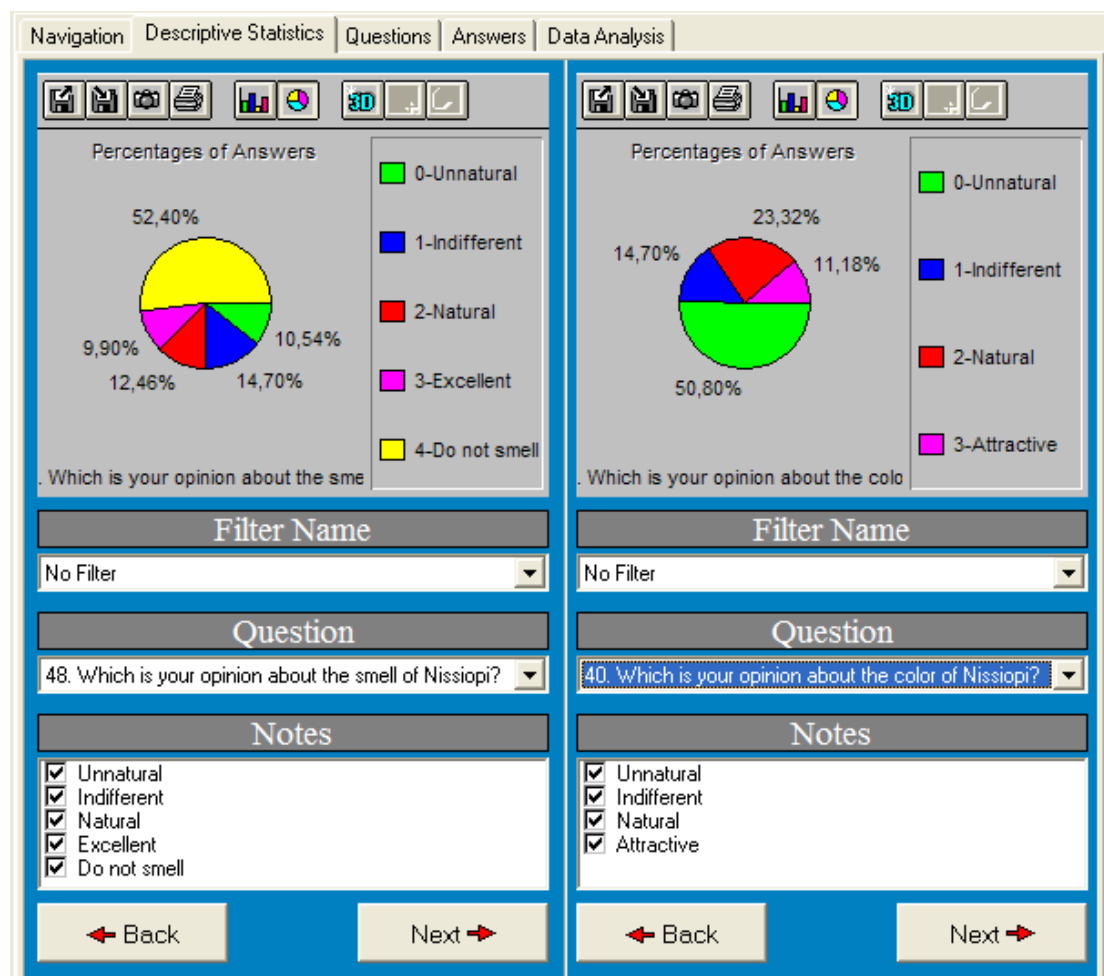 Navigation
Descriptive Statistics
Questions
Answers
Data Analysis
3D
Percentages of Answers
52,40%
10,54%
9,90%
12,46%
14,70%
0-Unnatural
1-Indifferent
2-Natural
3-Excellent
4-Do not smell
. Which is your opinion about the sme
Filter Name
No Filter
Question
48. Which is your opinion about the smell of Nissiopi?
Notes
Unnatural
Indifferent
Natural
Excellent
Do not smell
Back
Next
3D
Percentages of Answers
23,32%
14,70%
11,18%
50,80%
0-Unnatural
1-Indifferent
2-Natural
3-Attractive
. Which is your opinion about the colo
Filter Name
No Filter
Question
40. Which is your opinion about the color of Nissiopi?
Notes
Unnatural
Indifferent
Natural
Attractive
Back
Next